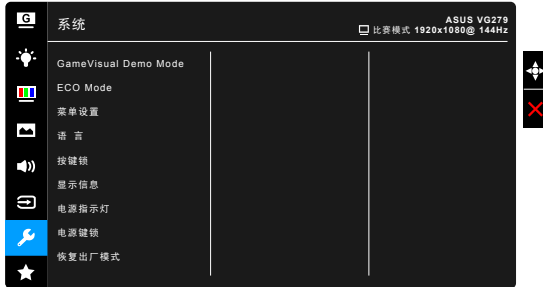 G
系统
ASUS VG279
比赛模式 1920x1080@ 144Hz
GameVisual Demo Mode
ECO Mode
菜单设置
语 言
按键锁
显示信息
电源指示灯
电源键锁
恢复出厂模式